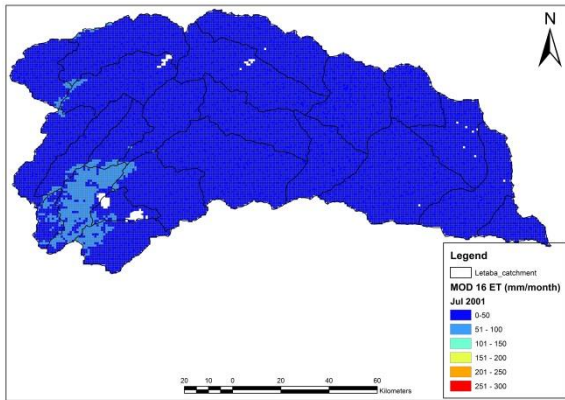 N
Legend
Letaba_catchment
MOD 16 ET (mm/month)
Jul 2001
0-50
51 - 100
101 - 150
151 - 200
201 - 250
251 - 300
20 10 0 20 40 60
Kilometers